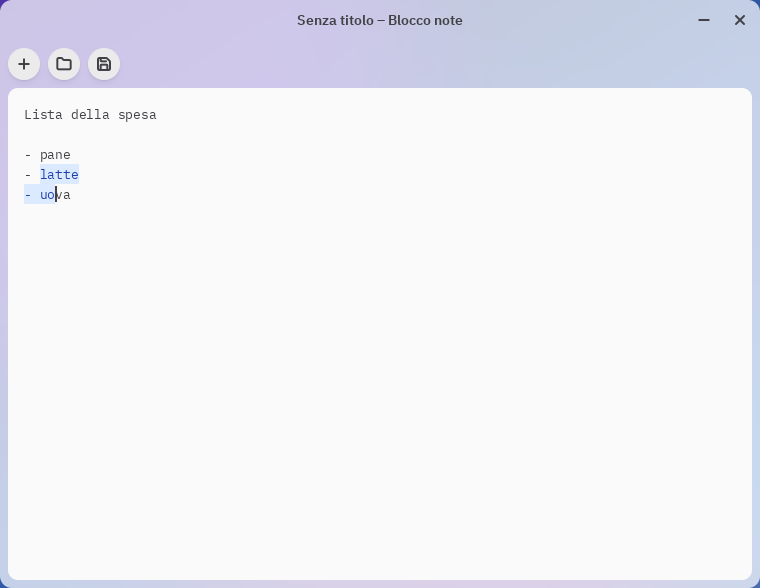 Senza titolo – Blocco note
Lista della spesa
- pane
- latte
- uova